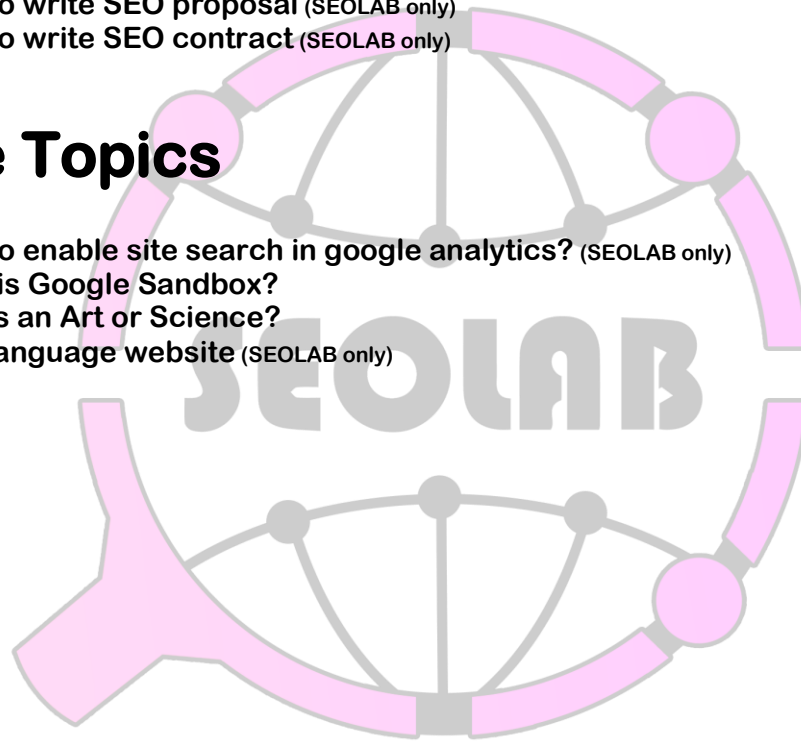 o write SEO proposal (SEOLAB only)
o write SEO contract (SEOLAB only)
e Topics
o enable site search in google analytics? (SEOLAB only)
is Google Sandbox?
s an Art or Science?
anguage website (SEOLAB only)
SEOLAB